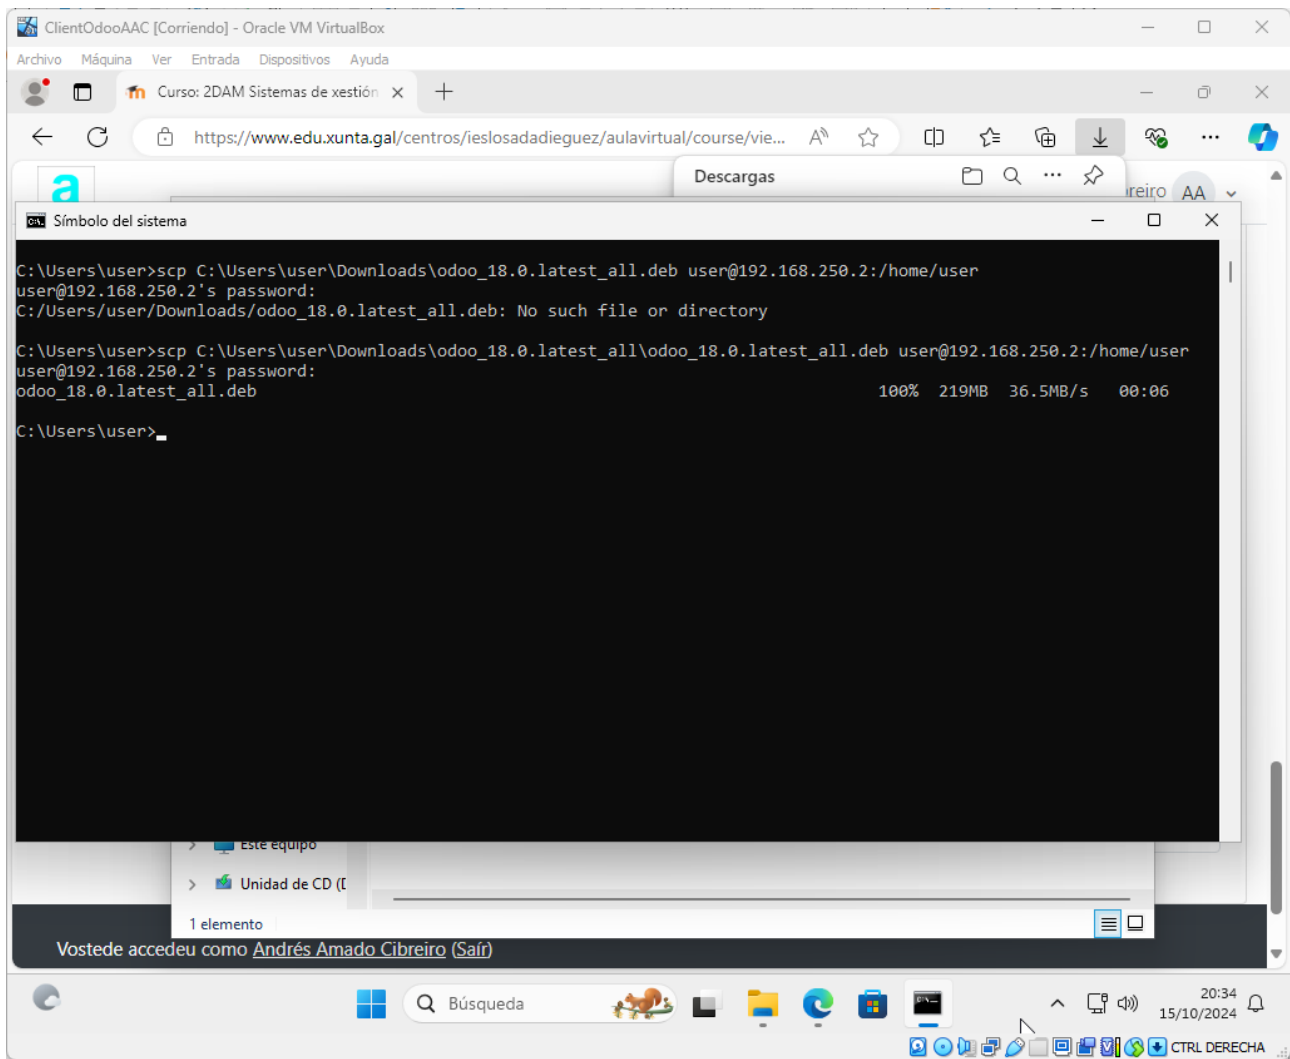 ClientOdooAAC [Corriendo] - Oracle VM VirtualBox
Archivo Máquina Ver Entrada Dispositivos Ayuda
Curso: 2DAM Sistemas de xestión
https://www.edu.xunta.gal/centros/ieslosadadieguez/aulavirtual/course/vie...
Descargas
a
reiro AA
Símbolo del sistema
C:\Users\user>scp C:\Users\user\Downloads\odoo_18.0.latest_all.deb user@192.168.250.2:/home/user
user@192.168.250.2's password:
C:/Users/user/Downloads/odoo_18.0.latest_all.deb: No such file or directory
C:\Users\user>scp C:\Users\user\Downloads\odoo_18.0.latest_all\odoo_18.0.latest_all.deb user@192.168.250.2:/home/user
user@192.168.250.2's password:
odoo_18.0.latest_all.deb 100% 219MB 36.5MB/s 00:06
C:\Users\user>
Este equipo
Unidad de CD (D
1 elemento
Vostede accedeu como Andrés Amado Cibreiro (Saír)
Búsqueda
20:34
15/10/2024
CTRL DERECHA